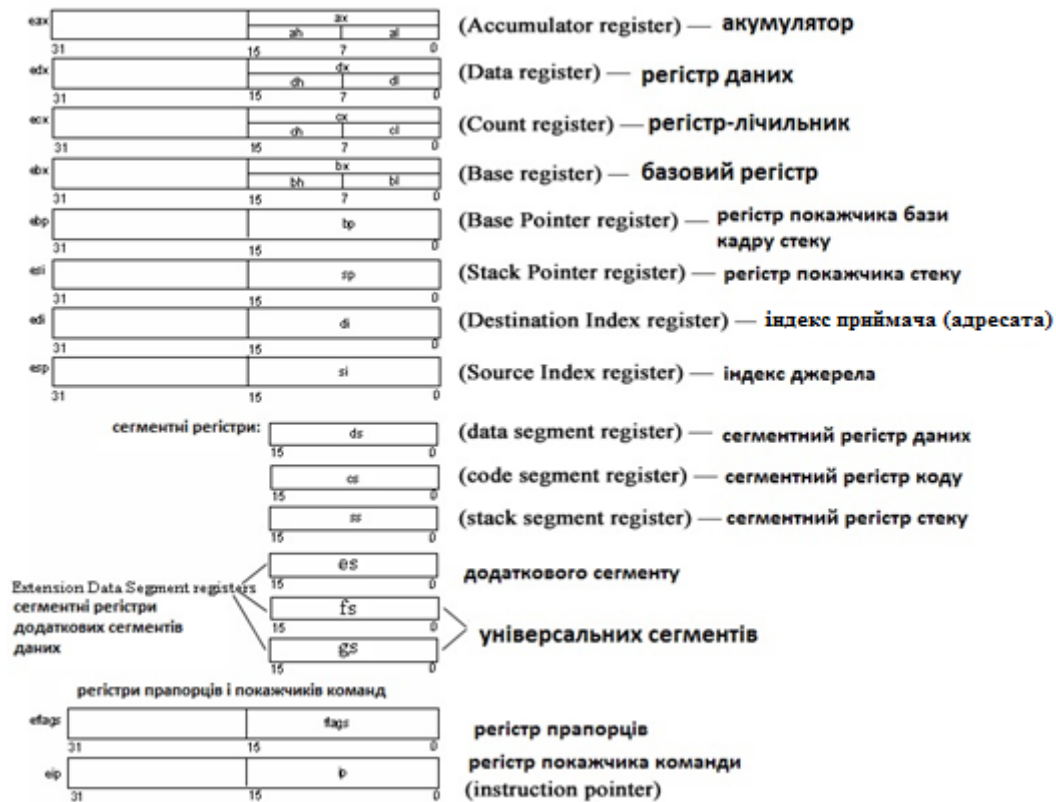 eax ax (Accumulator register) — акумулятор
ah al
31 15 7 0
edx dx (Data register) — регістр даних
dh dl
31 15 7 0
ecx cx (Count register) — регістр-лічильник
ch cl
31 15 7 0
ebx bx (Base register) — базовий регістр
bh bl
31 15 7 0
ebp bp (Base Pointer register) — регістр покажчика бази
кадру стеку
31 15 0
esi sp (Stack Pointer register) — регістр покажчика стеку
31 15 0
edi di (Destination Index register) — індекс приймача (адресата)
31 15 0
esp si (Source Index register) — індекс джерела
31 15 0
сегментні регістри: ds (data segment register) — сегментний регістр даних
15 0
cs (code segment register) — сегментний регістр коду
15 0
ss (stack segment register) — сегментний регістр стеку
15 0
es додаткового сегменту
15 0
Extension Data Segment registers
сегментні регістри
додаткових сегментів
даних
fs
15 0
універсальних сегментів
gs
15 0
регістри прапорців і покажчиків команд
eflags flags регістр прапорців
31 15 0
eip ip регістр покажчика команди
(instruction pointer)
31 15 0